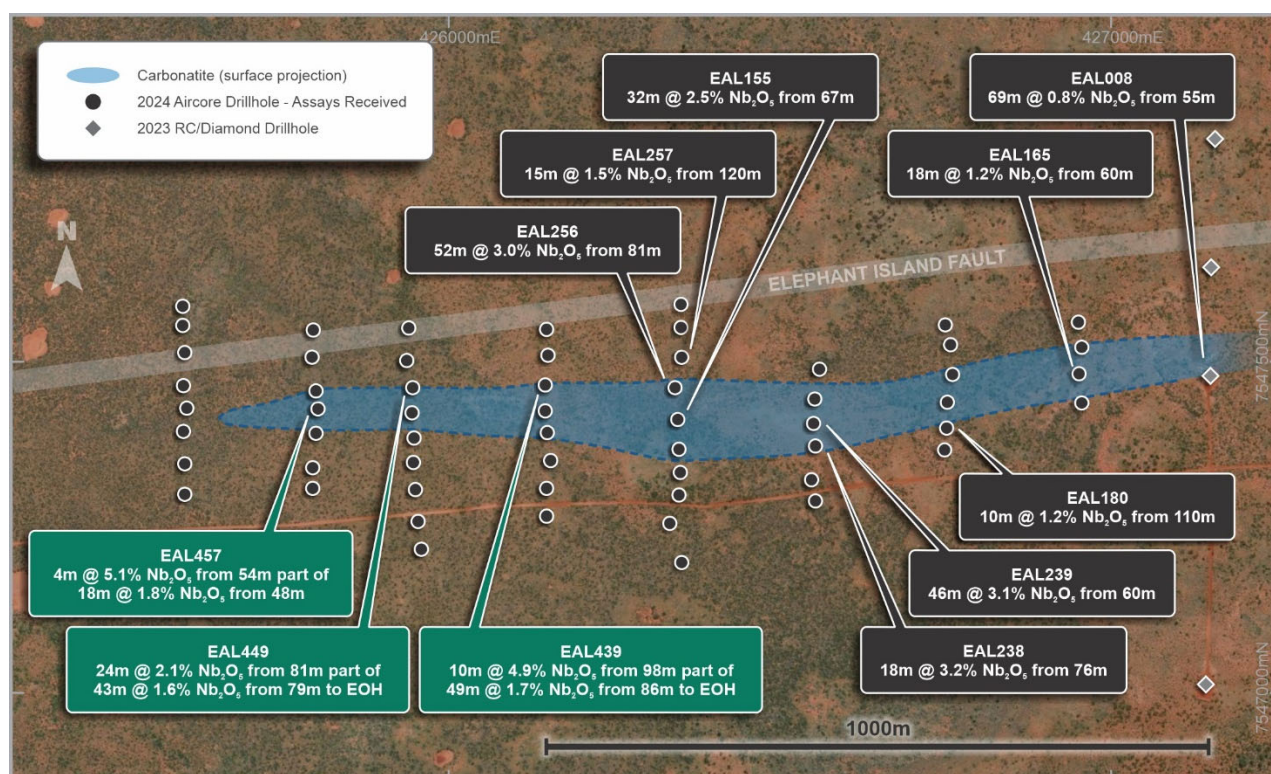 426000mE
427000mE
Carbonatite (surface projection)
2024 Aircore Drillhole - Assays Received
2023 RC/Diamond Drillhole
EAL155
32m @ 2.5% Nb₂O₅ from 67m
EAL008
69m @ 0.8% Nb₂O₅ from 55m
EAL257
15m @ 1.5% Nb₂O₅ from 120m
EAL165
18m @ 1.2% Nb₂O₅ from 60m
EAL256
52m @ 3.0% Nb₂O₅ from 81m
N
ELEPHANT ISLAND FAULT
7547500mN
EAL180
10m @ 1.2% Nb₂O₅ from 110m
EAL457
4m @ 5.1% Nb₂O₅ from 54m part of
18m @ 1.8% Nb₂O₅ from 48m
EAL239
46m @ 3.1% Nb₂O₅ from 60m
EAL449
24m @ 2.1% Nb₂O₅ from 81m part of
43m @ 1.6% Nb₂O₅ from 79m to EOH
EAL439
10m @ 4.9% Nb₂O₅ from 98m part of
49m @ 1.7% Nb₂O₅ from 86m to EOH
EAL238
18m @ 3.2% Nb₂O₅ from 76m
7547000mN
1000m